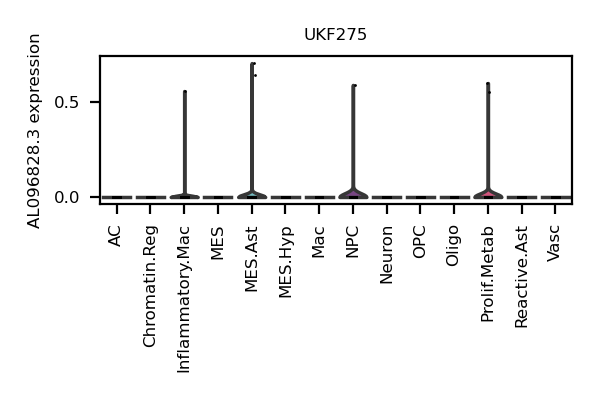 UKF275
AL096828.3 expression
0.5
0.0
AC
Chromatin.Reg
Inflammatory.Mac
MES
MES.Ast
MES.Hyp
Mac
NPC
Neuron
OPC
Oligo
Prolif.Metab
Reactive.Ast
Vasc